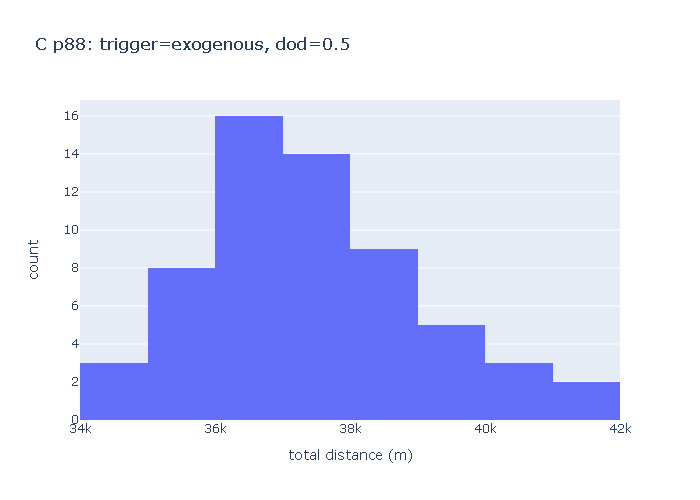 C p88: trigger=exogenous, dod=0.5
16
14
12
10
8
6
4
2
0
count
34k
36k
38k
40k
42k
total distance (m)